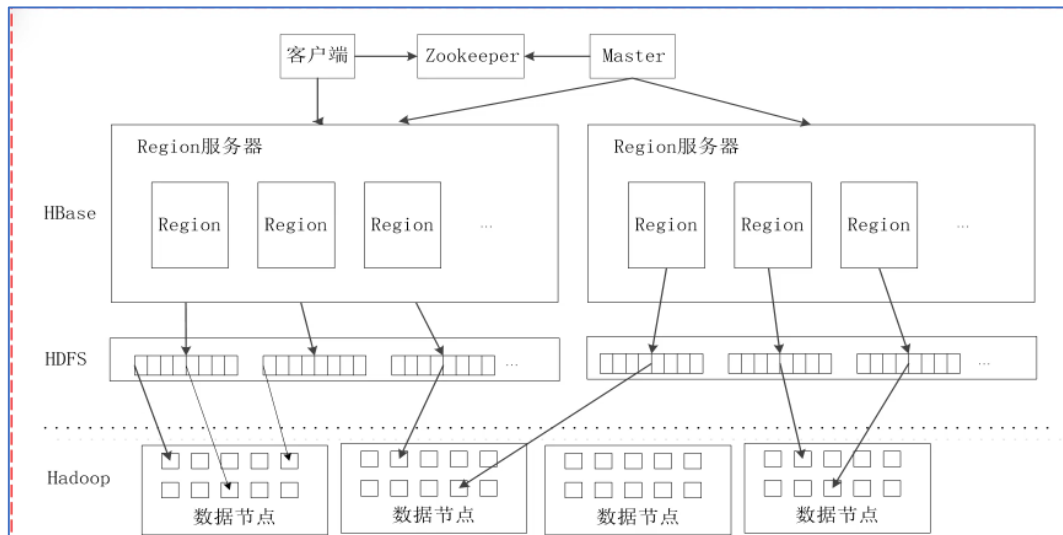 客户端
Zookeeper
Master
Region服务器
Region服务器
HBase
Region
Region
Region
...
Region
Region
Region
...
HDFS
...
...
Hadoop
数据节点
数据节点
数据节点
数据节点